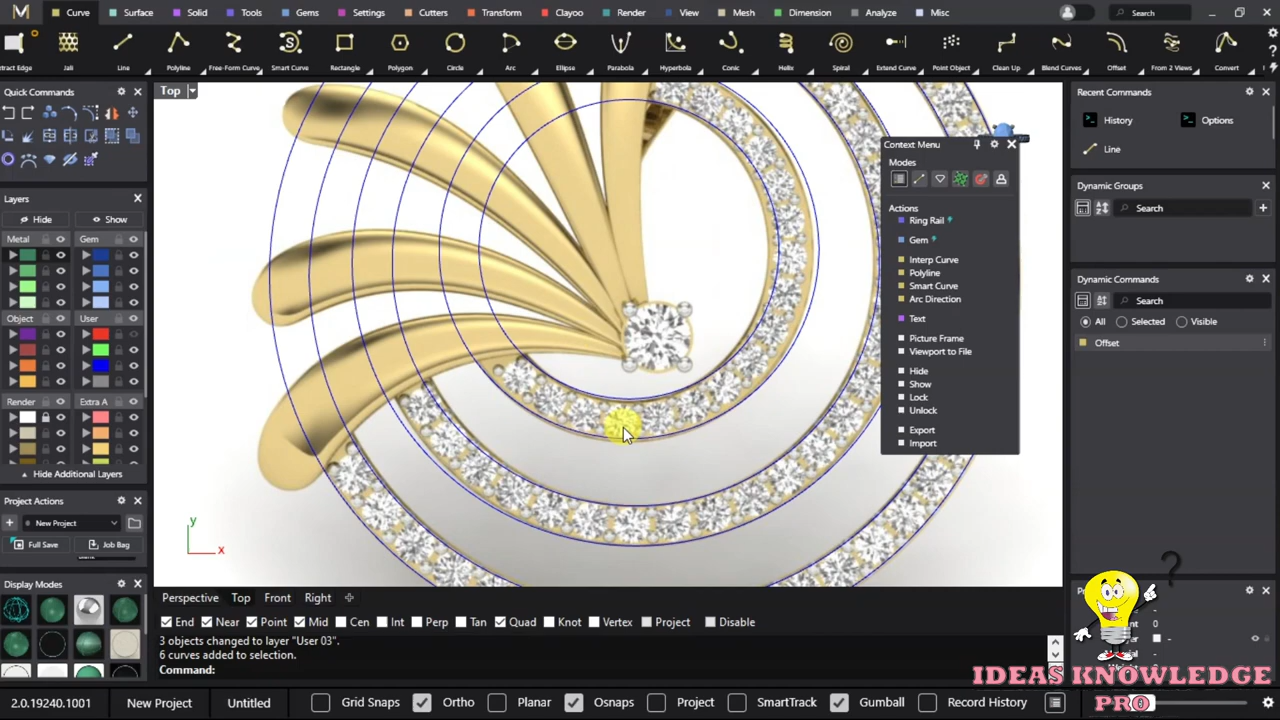 Curve Surface Solid Tools Gems Settings Cutters Transform Clayoo Render View Mesh Dimension Analyze Misc Search
tract Edge Jali Line Polyline Free-Form Curve Smart Curve Rectangle Polygon Circle Arc Ellipse Parabola Hyperbola Conic Helix Spiral Extend Curve Point Object Clean Up Blend Curves Offset From 2 Views Convert
Quick Commands
Top
Recent Commands
History Options
Line
Context Menu
Modes
Actions
Ring Rail
Gem
Interp Curve
Polyline
Smart Curve
Arc Direction
Text
Picture Frame
Viewport to File
Hide
Show
Lock
Unlock
Export
Import
Layers
Hide Show
Metal Gem
Object User
Render Extra A
Hide Additional Layers
Dynamic Groups
Search
Dynamic Commands
Search
All Selected Visible
Offset
Project Actions
New Project
Full Save Job Bag
Display Modes
y
x
Perspective Top Front Right
End Near Point Mid Cen Int Perp Tan Quad Knot Vertex Project Disable
3 objects changed to layer "User 03".
6 curves added to selection.
Command:
?
IDEAS KNOWLEDGE
PRO
2.0.19240.1001 New Project Untitled Grid Snaps Ortho Planar Osnaps Project SmartTrack Gumball Record History